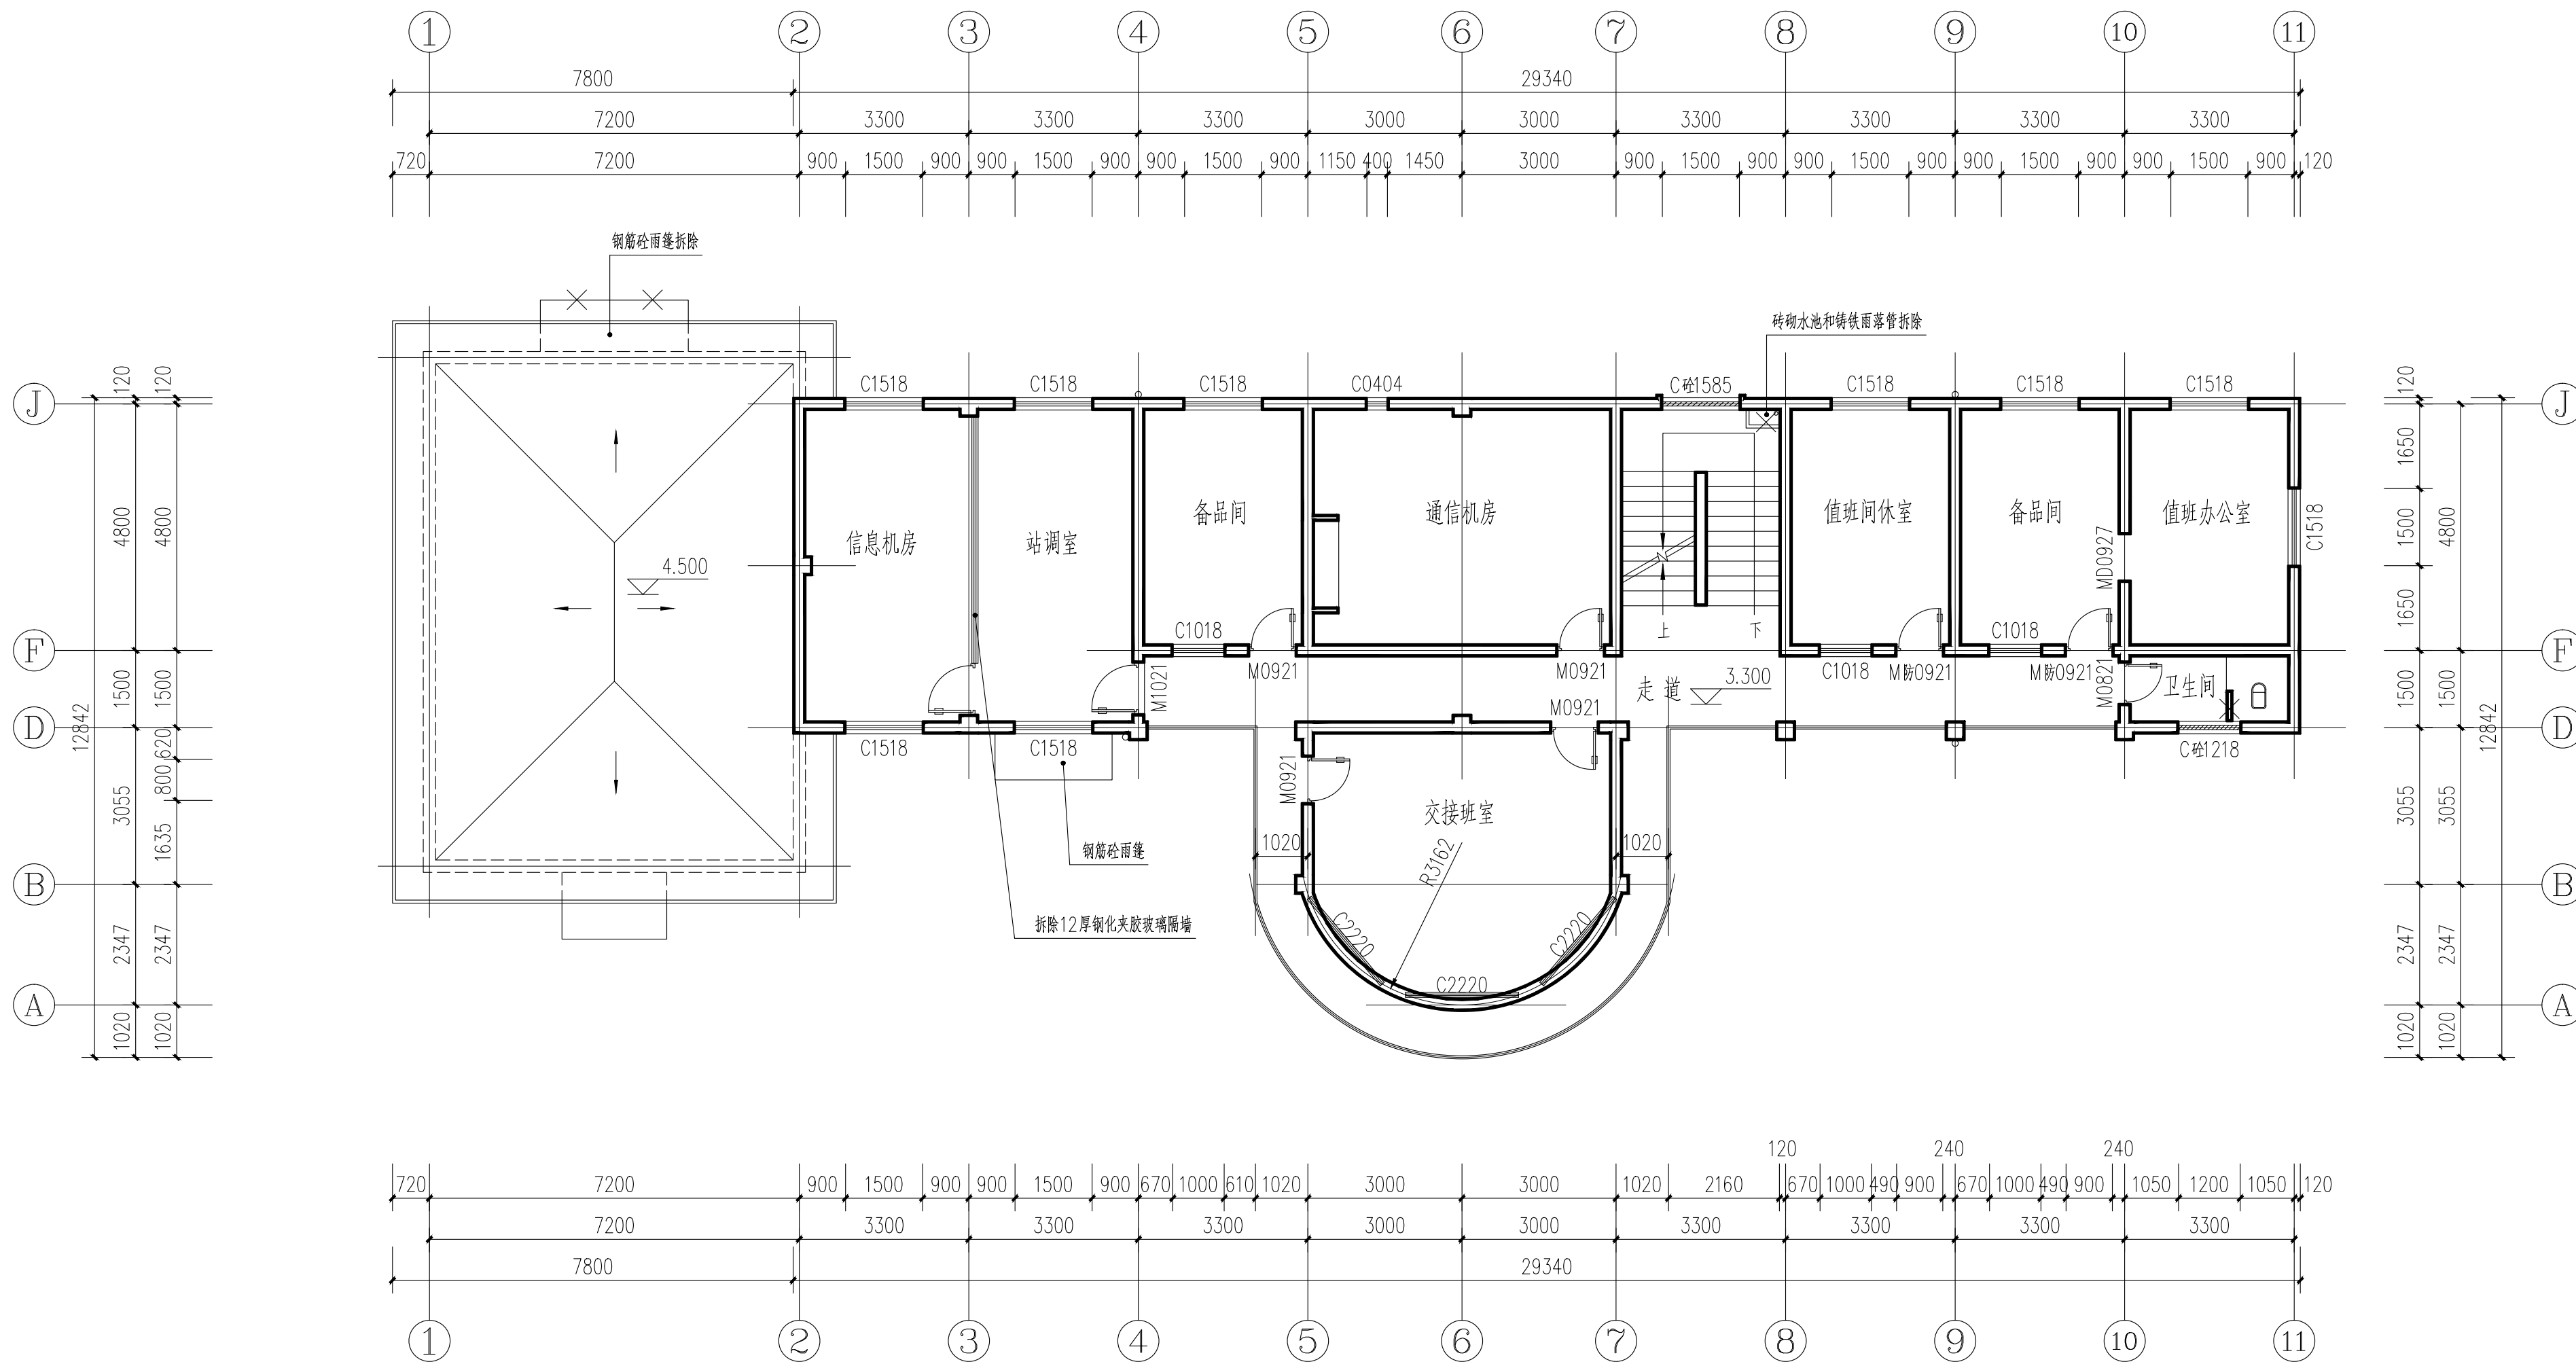 1 2 3 4 5 6 7 8 9 10 11
7800 29340
7200 3300 3300 3300 3000 3000 3300 3300 3300 3300
720 7200 900 1500 900 900 1500 900 900 1500 900 1150 400 1450 3000 900 1500 900 900 1500 900 900 1500 900 900 1500 900 120
钢筋砼雨篷拆除
砖砌水池和铸铁雨落管拆除
C1518 C1518 C1518 C0404 C砼1585 C1518 C1518 C1518
J J
F F
D D
B B
A A
12842
120 4800 1500 3055 2347 1020
120 4800 1500 620 800 1635 2347 1020
信息机房
站调室
备品间
通信机房
值班间休室
备品间
值班办公室
4.500
MD0927
C1518
上 下
C1018
M0921
M0921
C1018
M防0921
C1018
M防0921
M0821
M1021
走道
3.300
卫生间
M0921
C1518
C1518
C砼1218
M0921
交接班室
钢筋砼雨篷
1020
1020
R3162
拆除12厚钢化夹胶玻璃隔墙
C2220
C2220
C2220
120 1650 1500 1650 1500 3055 2347 1020
4800 1500 3055 2347 1020
12842
120 240 240
720 7200 900 1500 900 900 1500 900 670 1000 610 1020 3000 3000 1020 2160 670 1000 490 900 670 1000 490 900 1050 1200 1050 120
7200 3300 3300 3300 3000 3000 3300 3300 3300 3300
7800 29340
1 2 3 4 5 6 7 8 9 10 11